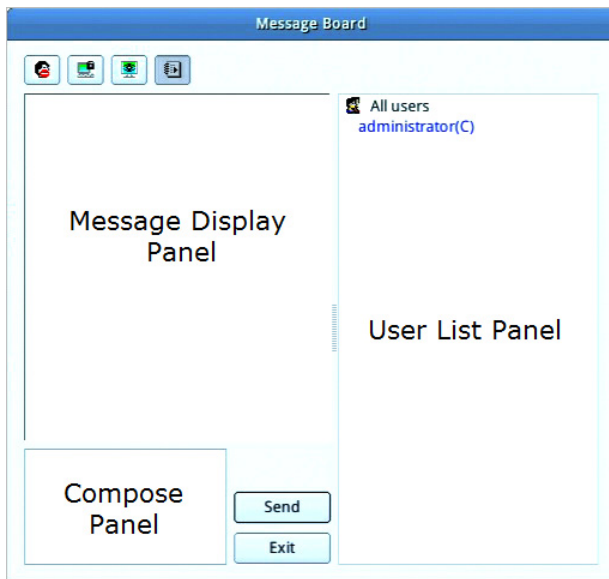 Message Board
All users
administrator(C)
Message Display
Panel
User List Panel
Compose
Panel
Send
Exit